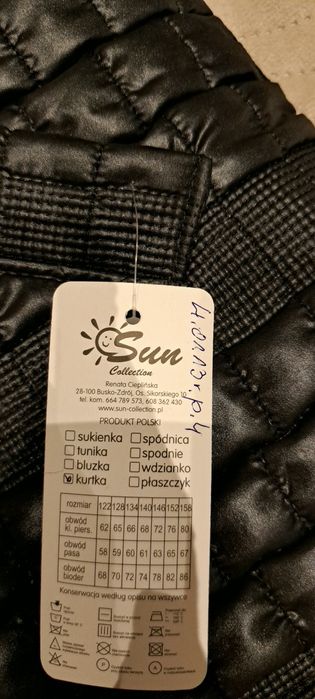 Sun
Collection
Renata Cieplińska
28-100 Busko-Zdrój, Os. Sikorskiego 10
tel. kom. 664 789 573, 608 362 430
www.sun-collection.pl
PRODUKT POLSKI
sukienka spódnica
tunika spodnie
bluzka wdzianko
kurtka płaszczyk
rozmiar 122 128 134 140 146 152 158
obwód kl. piers. 62 65 66 68 72 76 80
obwód pasa 58 59 60 61 63 65 67
obwód bioder 68 70 72 74 78 82 86
Konserwacja według opisu na wszywce